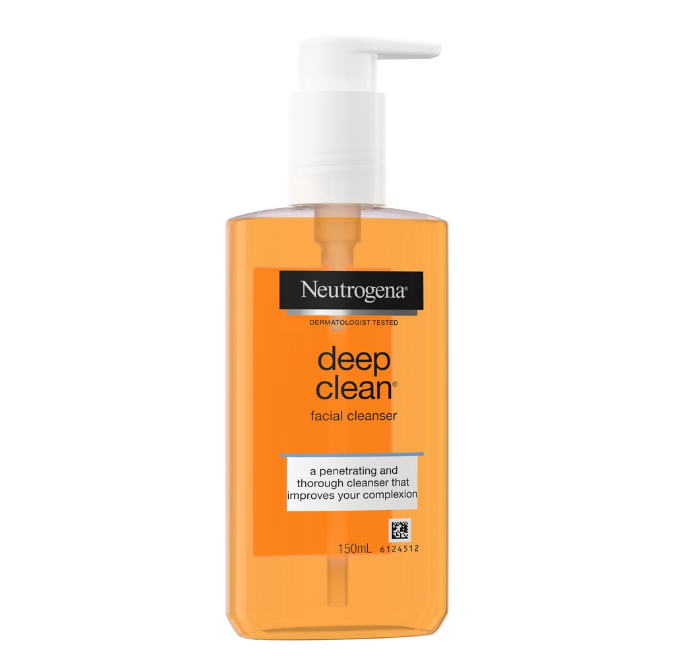 Neutrogena®
DERMATOLOGIST TESTED
deep
clean®
facial cleanser
a penetrating and
thorough cleanser that
improves your complexion
150mL 6124512